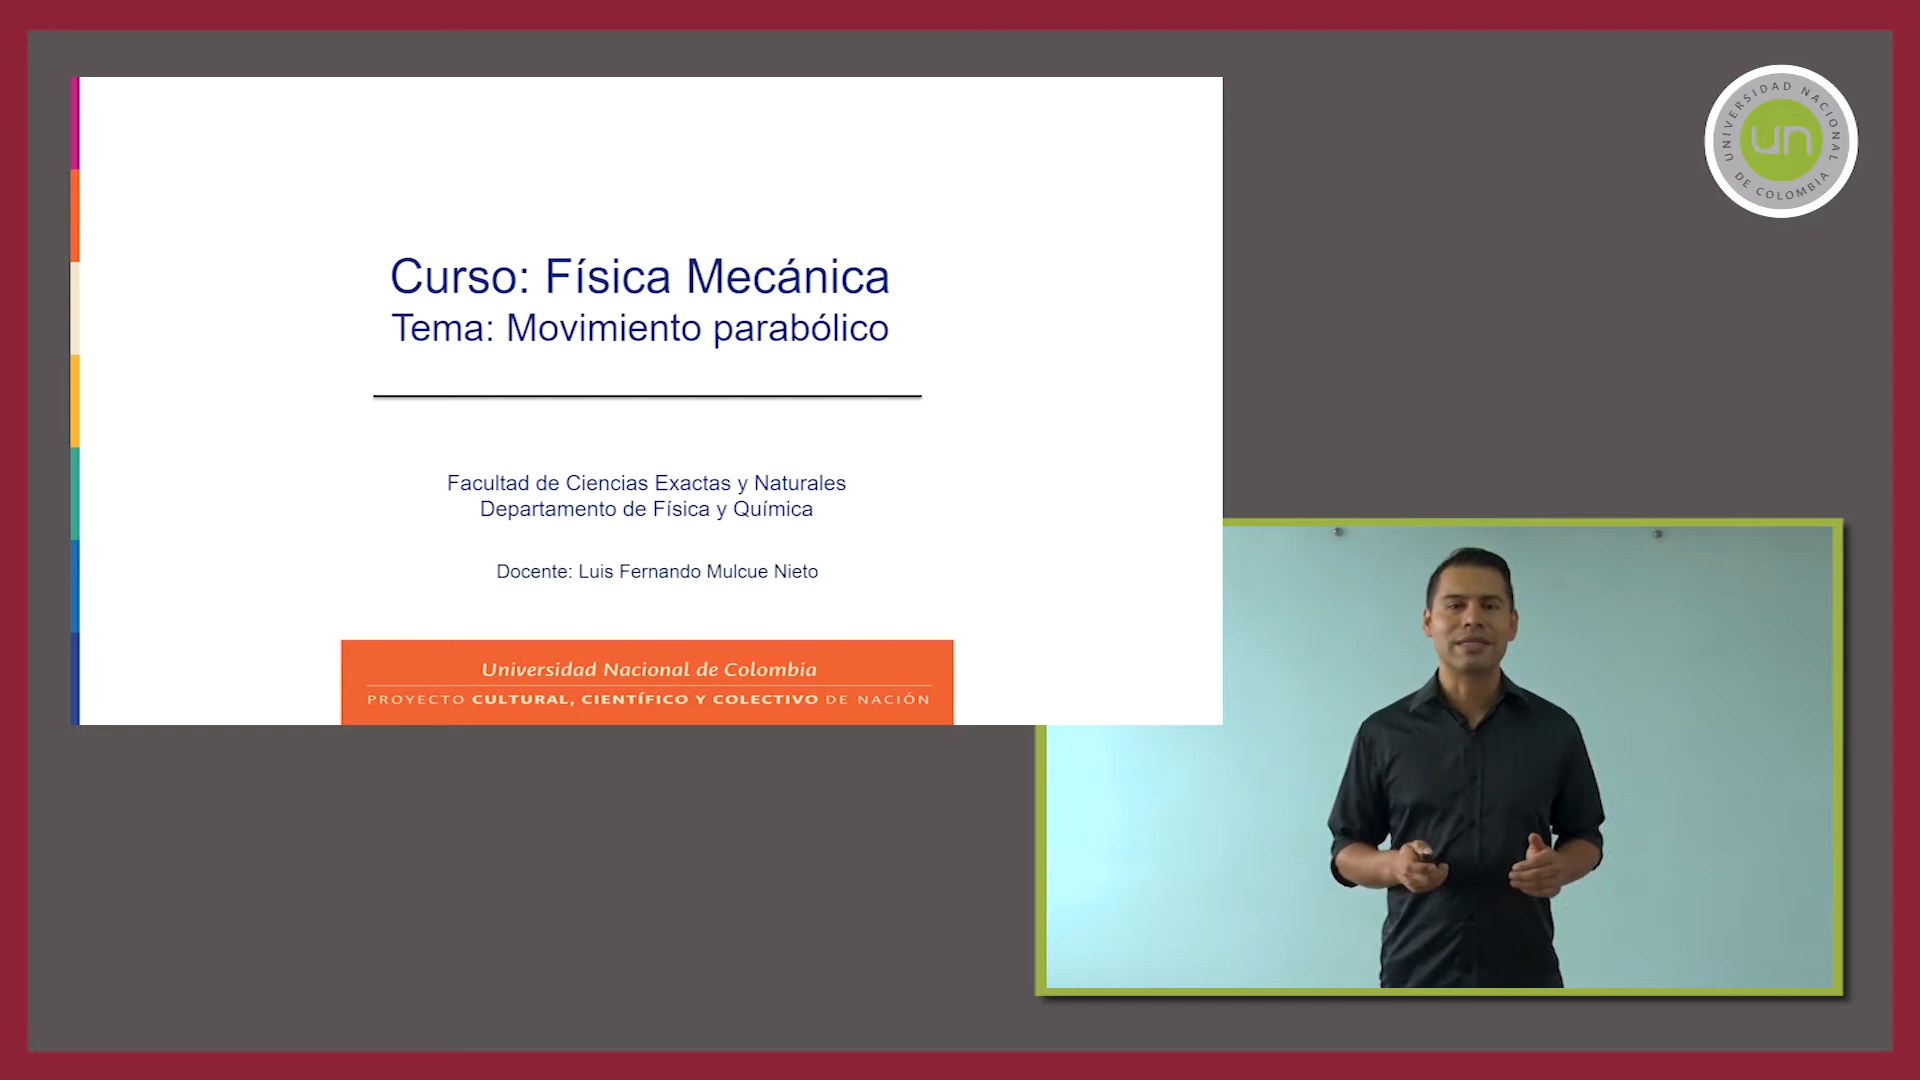 Curso: Física Mecánica
Tema: Movimiento parabólico
Facultad de Ciencias Exactas y Naturales
Departamento de Física y Química
Docente: Luis Fernando Mulcue Nieto
Universidad Nacional de Colombia
PROYECTO CULTURAL, CIENTÍFICO Y COLECTIVO DE NACIÓN
UNIVERSIDAD NACIONAL
DE COLOMBIA
un